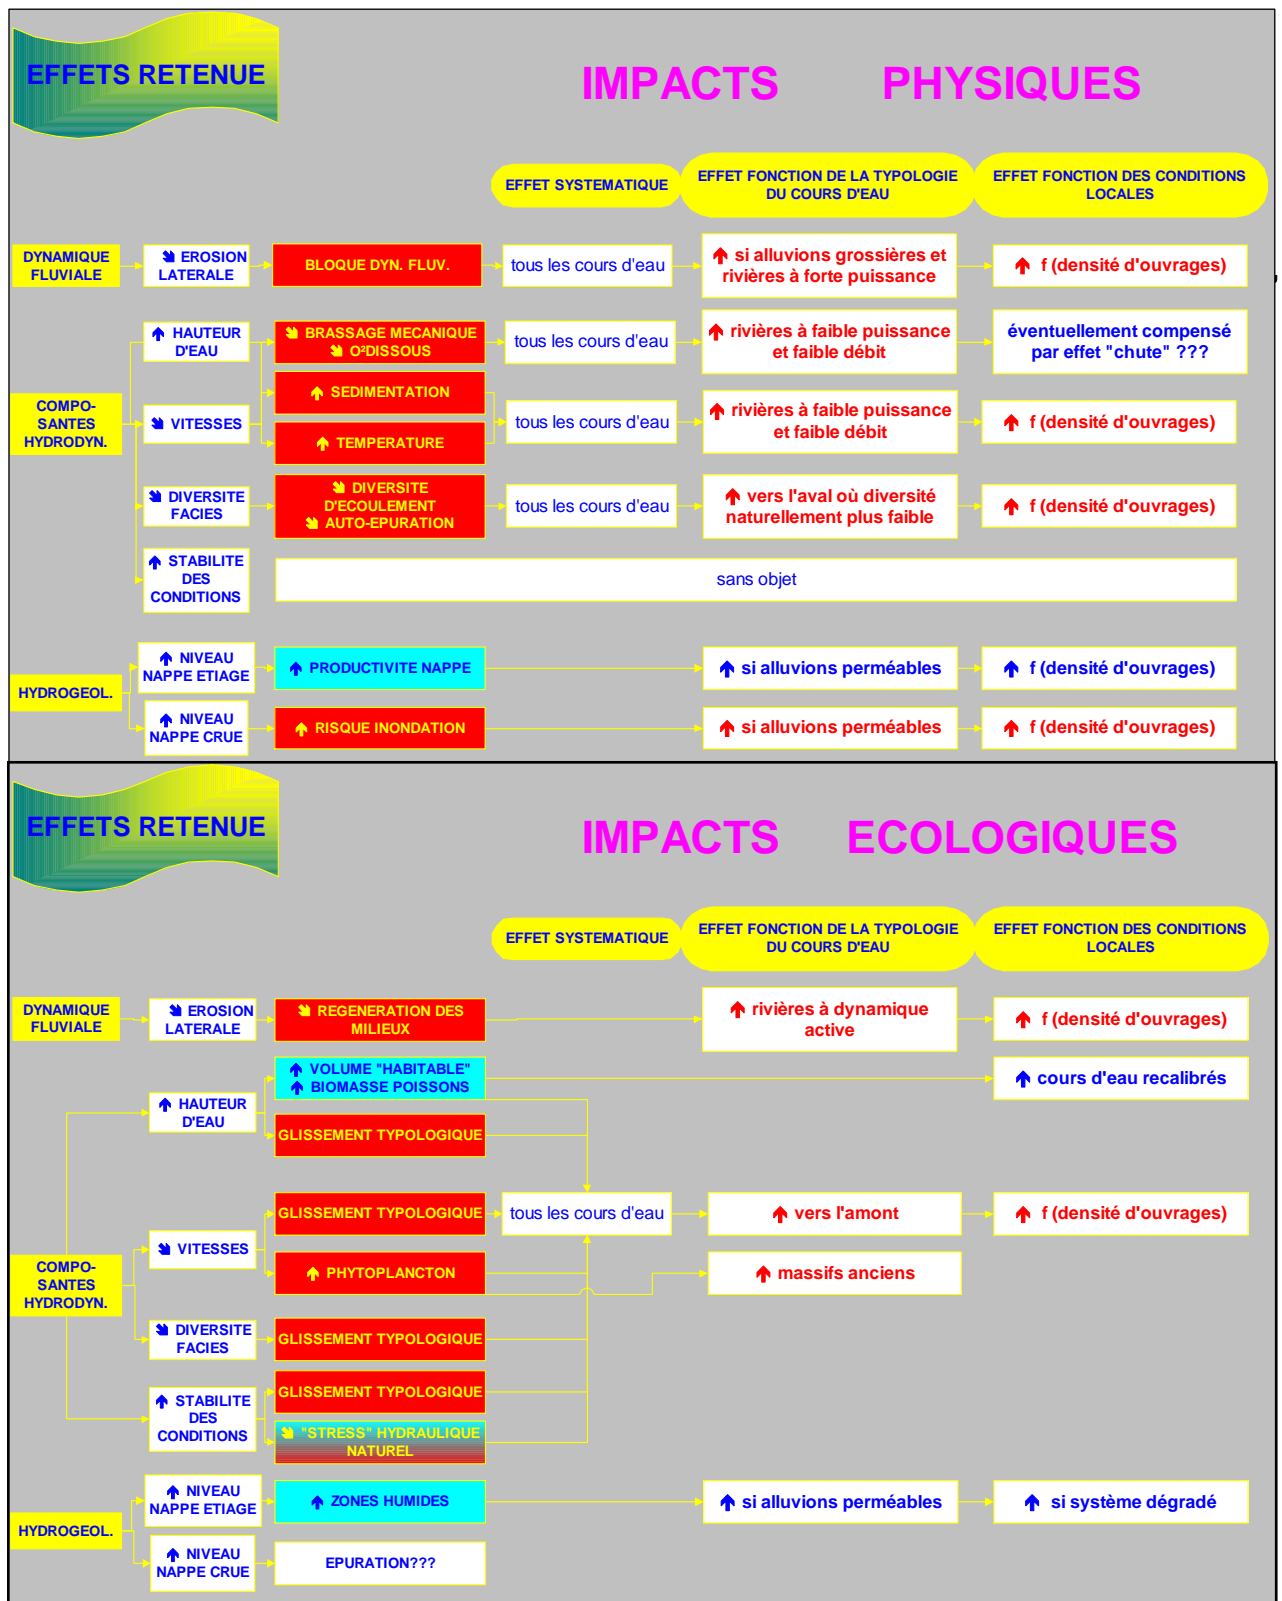 EFFETS RETENUE
IMPACTS PHYSIQUES
EFFET SYSTEMATIQUE
EFFET FONCTION DE LA TYPOLOGIE
DU COURS D'EAU
EFFET FONCTION DES CONDITIONS
LOCALES
DYNAMIQUE
FLUVIALE
EROSION
LATERALE
BLOQUE DYN. FLUV.
tous les cours d'eau
si alluvions grossières et
rivières à forte puissance
f (densité d'ouvrages)
,
HAUTEUR
D'EAU
BRASSAGE MECANIQUE
O²DISSOUS
tous les cours d'eau
rivières à faible puissance
et faible débit
éventuellement compensé
par effet "chute" ???
COMPO-
SANTES
HYDRODYN.
VITESSES
SEDIMENTATION
TEMPERATURE
tous les cours d'eau
rivières à faible puissance
et faible débit
f (densité d'ouvrages)
DIVERSITE
FACIES
DIVERSITE
D'ECOULEMENT
AUTO-EPURATION
tous les cours d'eau
vers l'aval où diversité
naturellement plus faible
f (densité d'ouvrages)
STABILITE
DES
CONDITIONS
sans objet
HYDROGEOL.
NIVEAU
NAPPE ETIAGE
PRODUCTIVITE NAPPE
si alluvions perméables
f (densité d'ouvrages)
NIVEAU
NAPPE CRUE
RISQUE INONDATION
si alluvions perméables
f (densité d'ouvrages)
EFFETS RETENUE
IMPACTS ECOLOGIQUES
EFFET SYSTEMATIQUE
EFFET FONCTION DE LA TYPOLOGIE
DU COURS D'EAU
EFFET FONCTION DES CONDITIONS
LOCALES
DYNAMIQUE
FLUVIALE
EROSION
LATERALE
REGENERATION DES
MILIEUX
rivières à dynamique
active
f (densité d'ouvrages)
HAUTEUR
D'EAU
VOLUME "HABITABLE"
BIOMASSE POISSONS
cours d'eau recalibrés
GLISSEMENT TYPOLOGIQUE
COMPO-
SANTES
HYDRODYN.
VITESSES
GLISSEMENT TYPOLOGIQUE
tous les cours d'eau
vers l'amont
f (densité d'ouvrages)
PHYTOPLANCTON
massifs anciens
DIVERSITE
FACIES
GLISSEMENT TYPOLOGIQUE
STABILITE
DES
CONDITIONS
GLISSEMENT TYPOLOGIQUE
"STRESS" HYDRAULIQUE
NATUREL
HYDROGEOL.
NIVEAU
NAPPE ETIAGE
ZONES HUMIDES
si alluvions perméables
si système dégradé
NIVEAU
NAPPE CRUE
EPURATION???